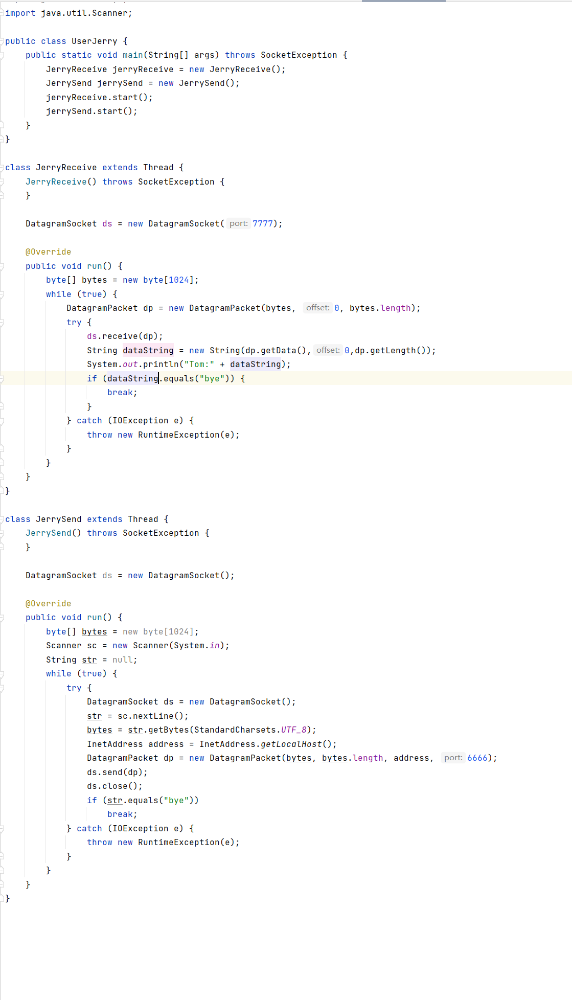 import java.util.Scanner;
public class UserJerry {
    public static void main(String[] args) throws SocketException {
        JerryReceive jerryReceive = new JerryReceive();
        JerrySend jerrySend = new JerrySend();
        jerryReceive.start();
        jerrySend.start();
    }
}
class JerryReceive extends Thread {
    JerryReceive() throws SocketException {
    }
    DatagramSocket ds = new DatagramSocket( port: 7777);
    @Override
    public void run() {
        byte[] bytes = new byte[1024];
        while (true) {
            DatagramPacket dp = new DatagramPacket(bytes, offset: 0, bytes.length);
            try {
                ds.receive(dp);
                String dataString = new String(dp.getData(), offset: 0,dp.getLength());
                System.out.println("Tom:" + dataString);
                if (dataString.equals("bye")) {
                    break;
                }
            } catch (IOException e) {
                throw new RuntimeException(e);
            }
        }
    }
}
class JerrySend extends Thread {
    JerrySend() throws SocketException {
    }
    DatagramSocket ds = new DatagramSocket();
    @Override
    public void run() {
        byte[] bytes = new byte[1024];
        Scanner sc = new Scanner(System.in);
        String str = null;
        while (true) {
            try {
                DatagramSocket ds = new DatagramSocket();
                str = sc.nextLine();
                bytes = str.getBytes(StandardCharsets.UTF_8);
                InetAddress address = InetAddress.getLocalHost();
                DatagramPacket dp = new DatagramPacket(bytes, bytes.length, address, port: 6666);
                ds.send(dp);
                ds.close();
                if (str.equals("bye"))
                    break;
            } catch (IOException e) {
                throw new RuntimeException(e);
            }
        }
    }
}